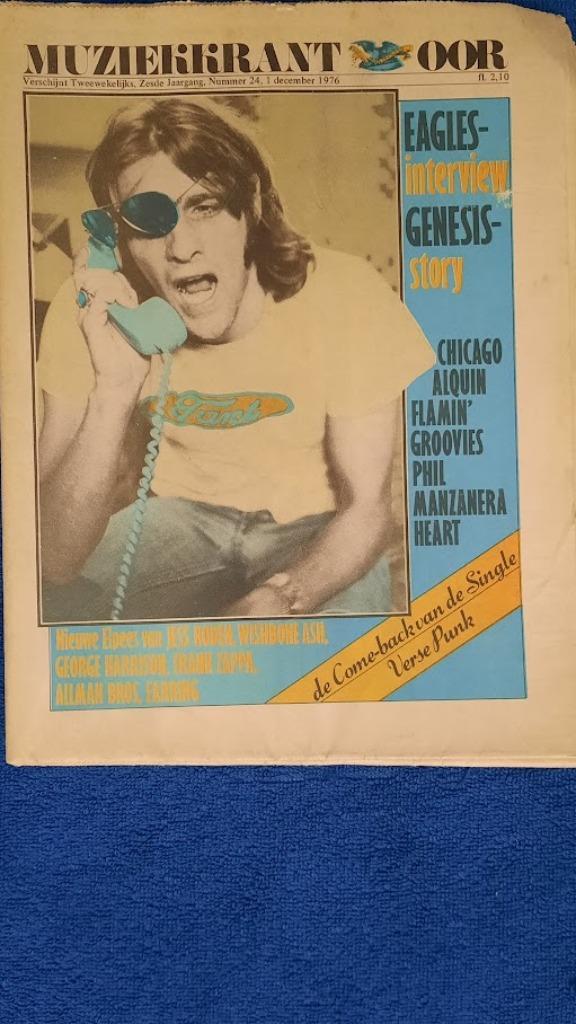 MUZIEKKRANT OOR
Verschijnt Tweewekelijks, Zesde Jaargang, Nummer 24, 1 december 1976
fl. 2,10
EAGLES-
interview
GENESIS-
story
CHICAGO
ALQUIN
FLAMIN'
GROOVIES
PHIL
MANZANERA
HEART
Funk
de Come-back van de Single
Verse Punk
Nieuwe Elpees van JESS RODEN, WISHBONE ASH,
GEORGE HARRISON, FRANK ZAPPA,
ALLMAN BROS, EARRING